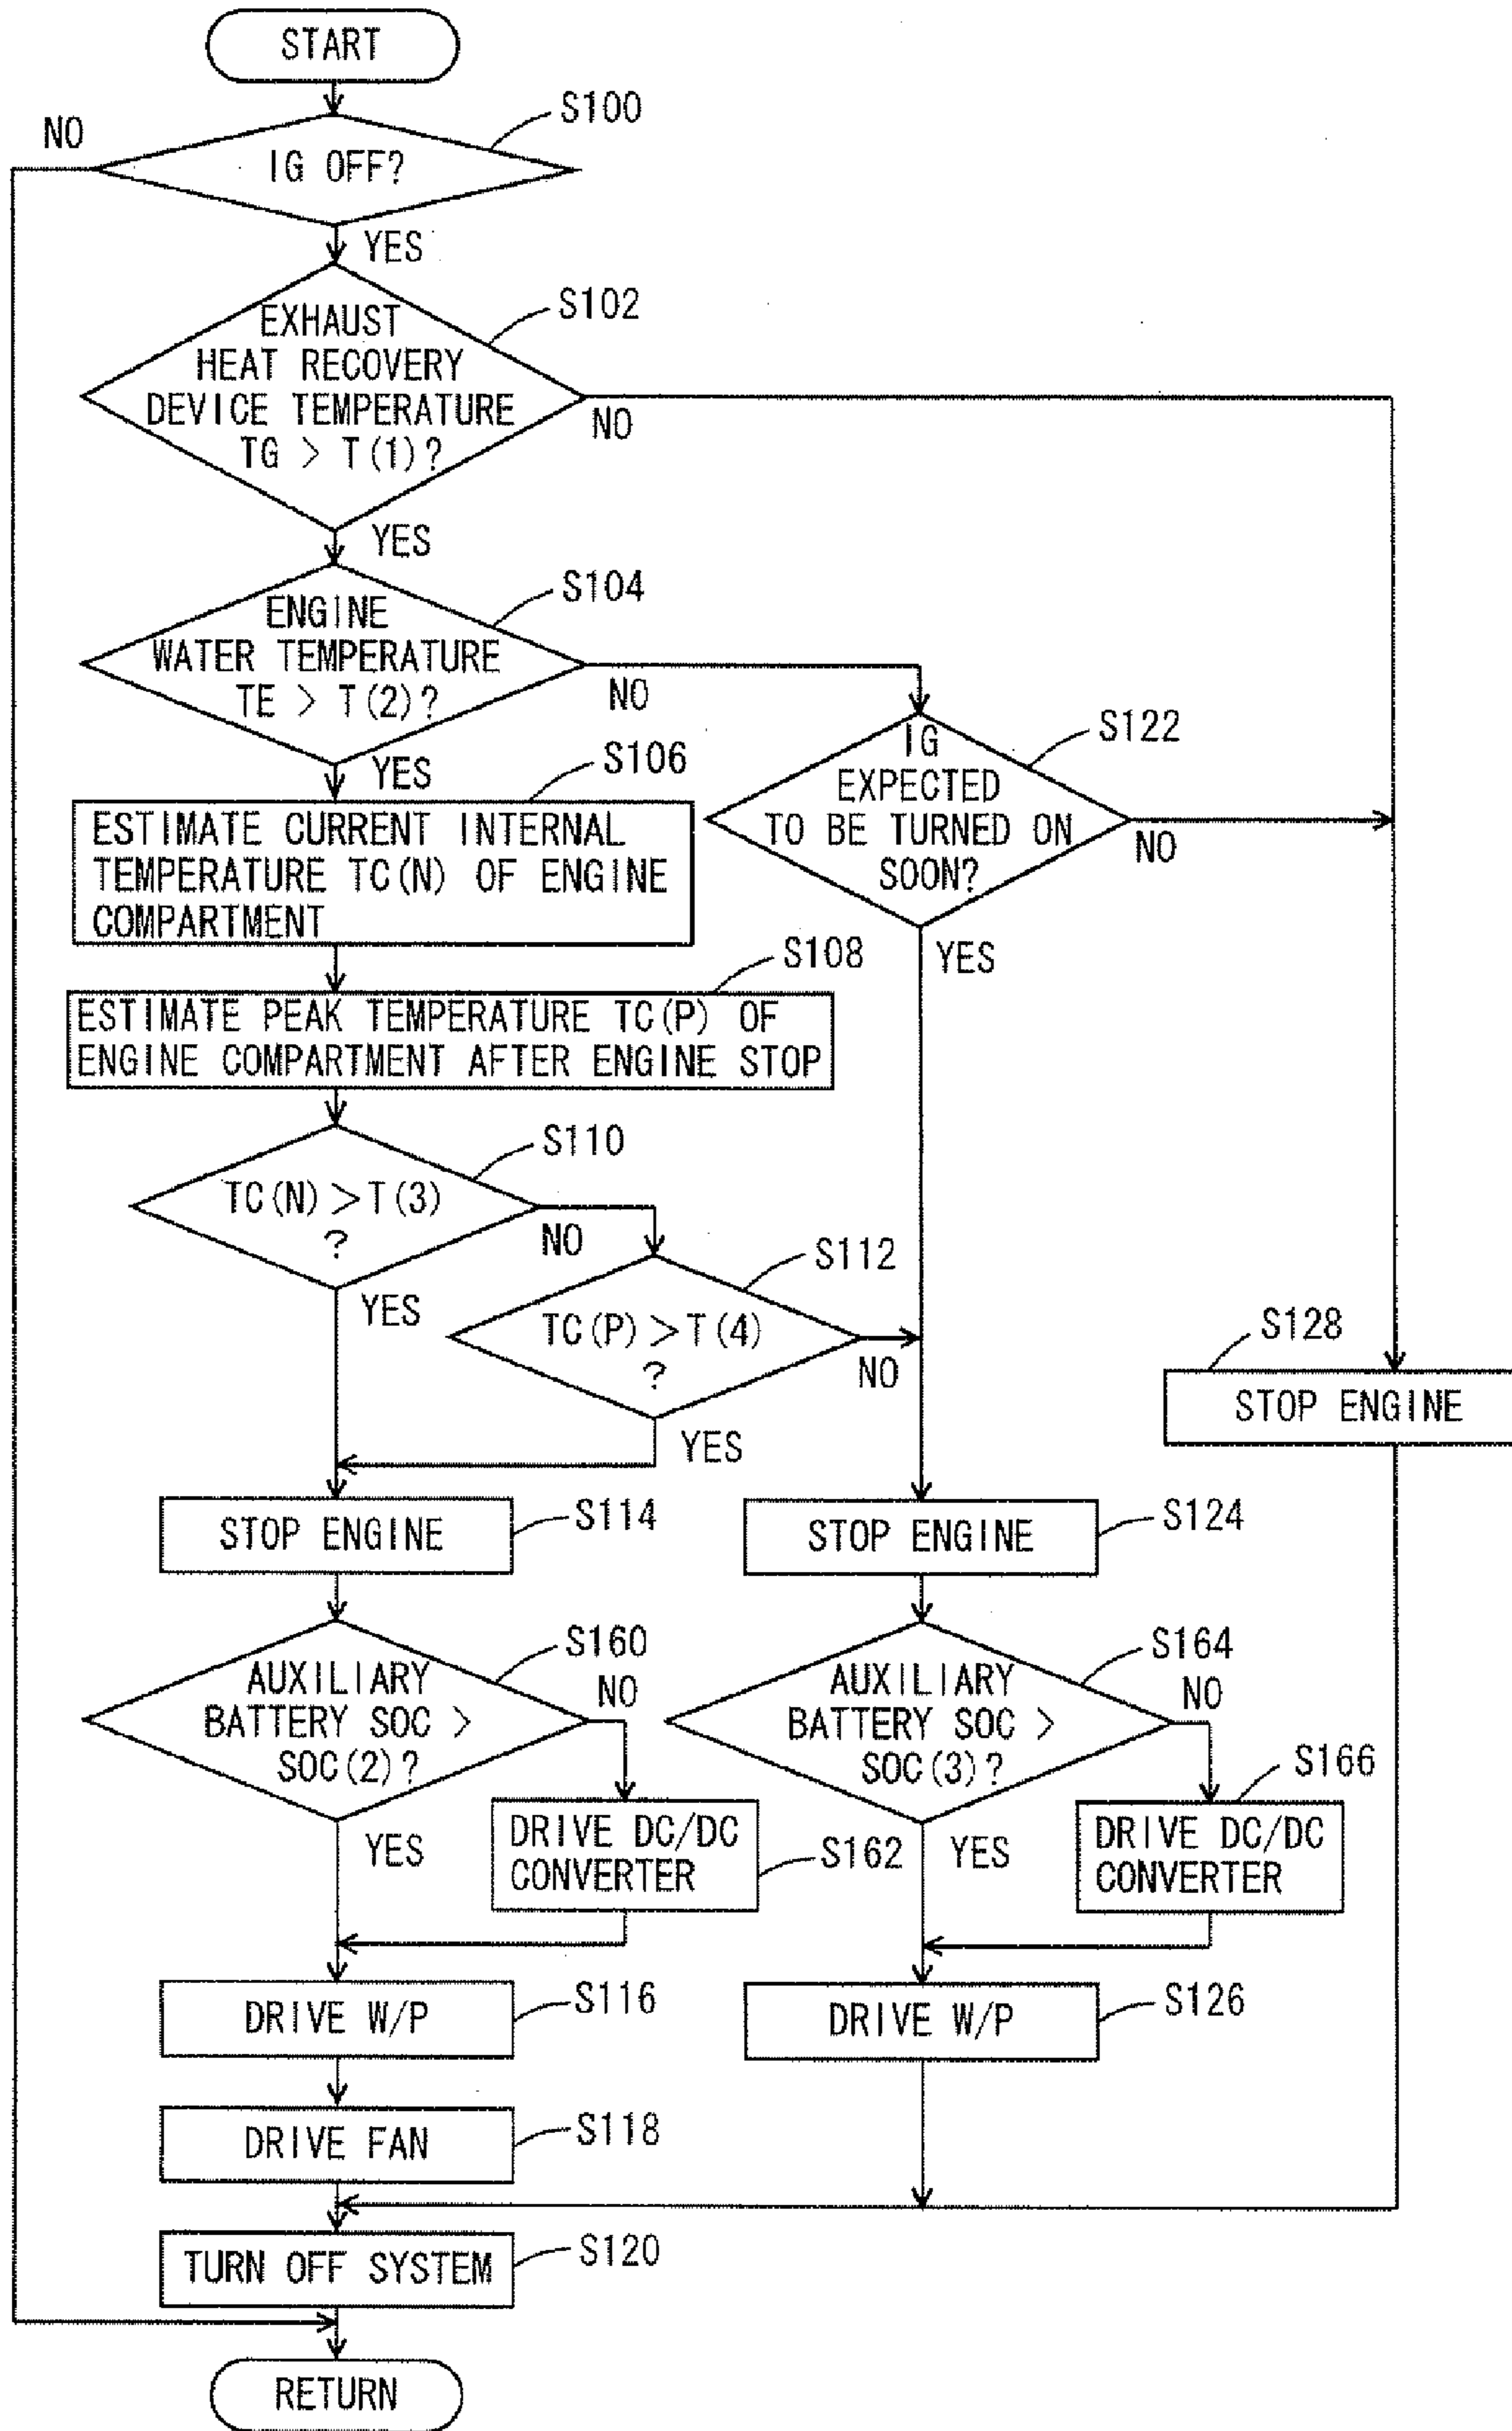 START
S100
NO
IG OFF?
YES
S102
EXHAUST
HEAT RECOVERY
DEVICE TEMPERATURE
TG > T(1)?
NO
YES
S104
ENGINE
WATER TEMPERATURE
TE > T(2)?
NO
S122
IG
EXPECTED
TO BE TURNED ON
SOON?
NO
YES
YES
S106
ESTIMATE CURRENT INTERNAL
TEMPERATURE TC(N) OF ENGINE
COMPARTMENT
S108
ESTIMATE PEAK TEMPERATURE TC(P) OF
ENGINE COMPARTMENT AFTER ENGINE STOP
S110
TC(N)>T(3)
?
NO
YES
S112
TC(P)>T(4)
?
NO
YES
S128
STOP ENGINE
STOP ENGINE
S114
STOP ENGINE
S124
S160
AUXILIARY
BATTERY SOC >
SOC(2)?
NO
YES
DRIVE DC/DC
CONVERTER
S162
S164
AUXILIARY
BATTERY SOC >
SOC(3)?
NO
YES
S166
DRIVE DC/DC
CONVERTER
DRIVE W/P
S116
DRIVE W/P
S126
DRIVE FAN
S118
TURN OFF SYSTEM
S120
RETURN